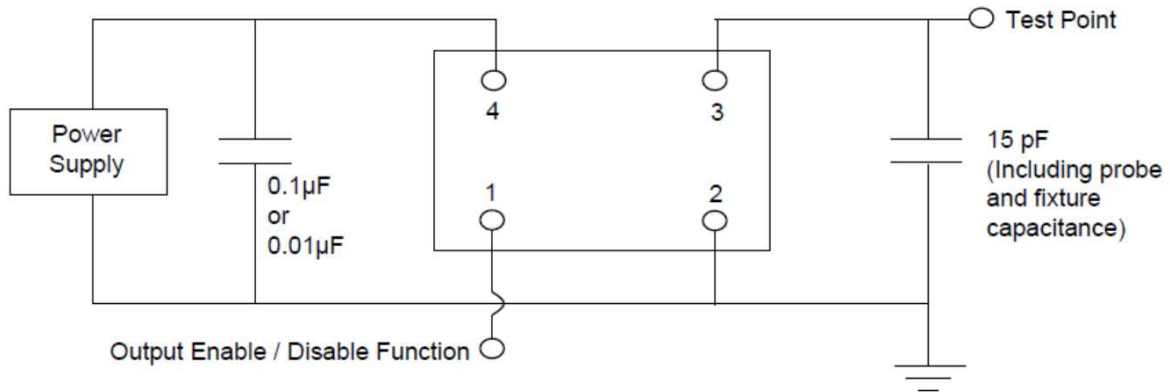 Test Point
4
3
Power
Supply
15 pF
(Including probe
and fixture
capacitance)
0.1µF
or
0.01µF
1
2
Output Enable / Disable Function